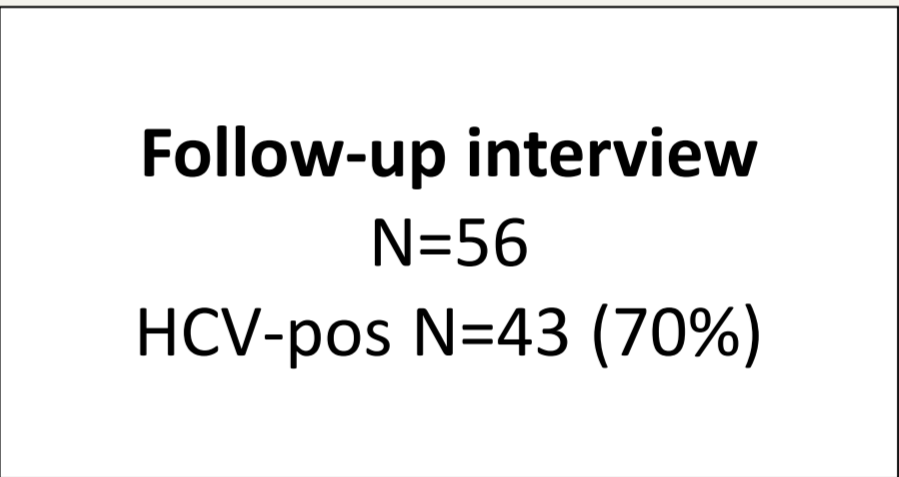 Follow-up interview
N=56
HCV-pos N=43 (70%)